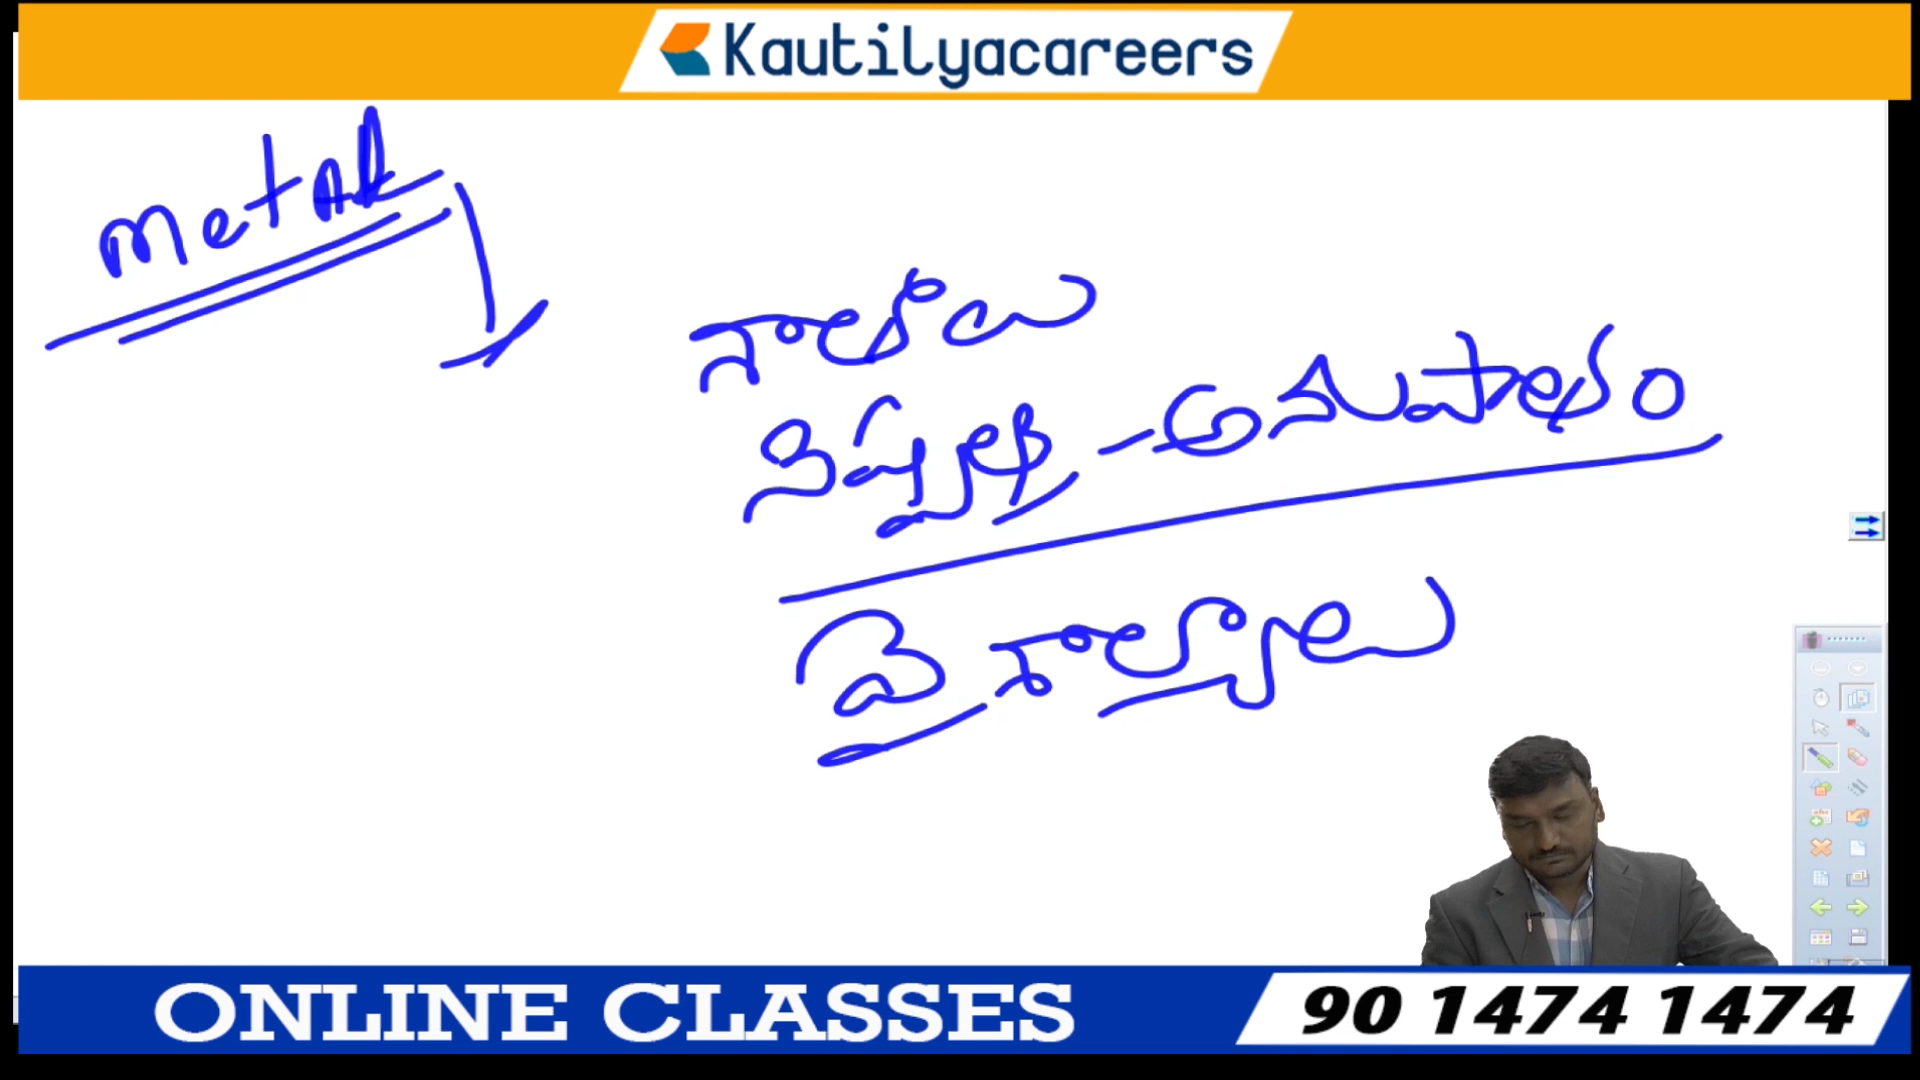 Kautilyacareers
metal
నాళాలు
నిష్పత్తి - అనుపాతం
వైశాల్యాలు
ONLINE CLASSES
90 1474 1474